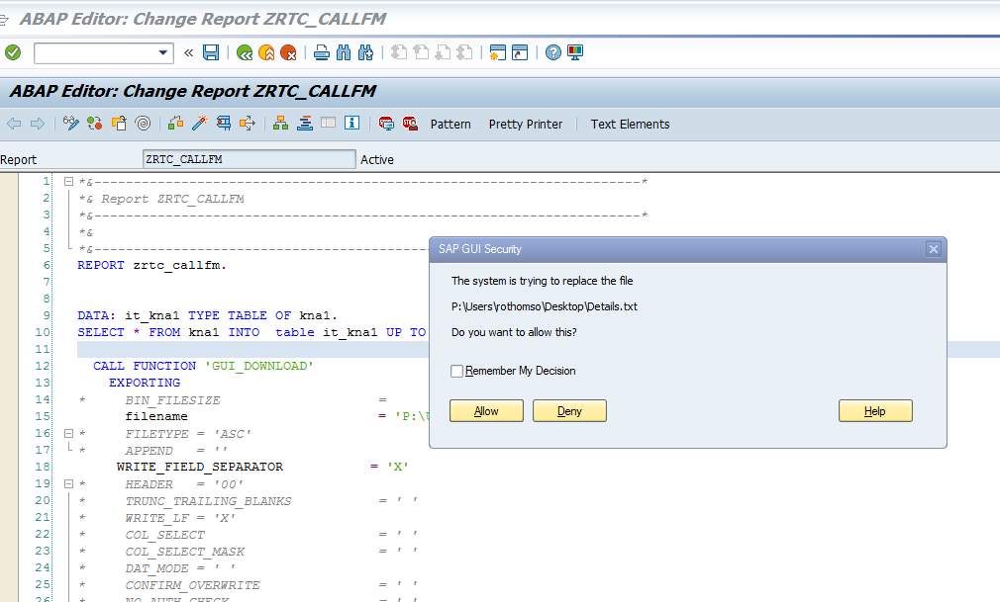 ABAP Editor: Change Report ZRTC_CALLFM
ABAP Editor: Change Report ZRTC_CALLFM
Pattern Pretty Printer Text Elements
Report ZRTC_CALLFM Active
1 *&---------------------------------------------------------------------*
2 *& Report ZRTC_CALLFM
3 *&---------------------------------------------------------------------*
4 *&
5 *&---------------------------------------------
6 REPORT zrtc_callfm.
7
8
9 DATA: it_kna1 TYPE TABLE OF kna1.
10 SELECT * FROM kna1 INTO table it_kna1 UP TO
11
12 CALL FUNCTION 'GUI_DOWNLOAD'
13 EXPORTING
14 * BIN_FILESIZE =
15 filename = 'P:\
16 * FILETYPE = 'ASC'
17 * APPEND = ''
18 WRITE_FIELD_SEPARATOR = 'X'
19 * HEADER = '00'
20 * TRUNC_TRAILING_BLANKS = ' '
21 * WRITE_LF = 'X'
22 * COL_SELECT = ' '
23 * COL_SELECT_MASK = ' '
24 * DAT_MODE = ' '
25 * CONFIRM_OVERWRITE = ' '
26 * NO_AUTH_CHECK = ' '
SAP GUI Security
The system is trying to replace the file
P:\Users\rothomso\Desktop\Details.txt
Do you want to allow this?
Remember My Decision
Allow Deny Help